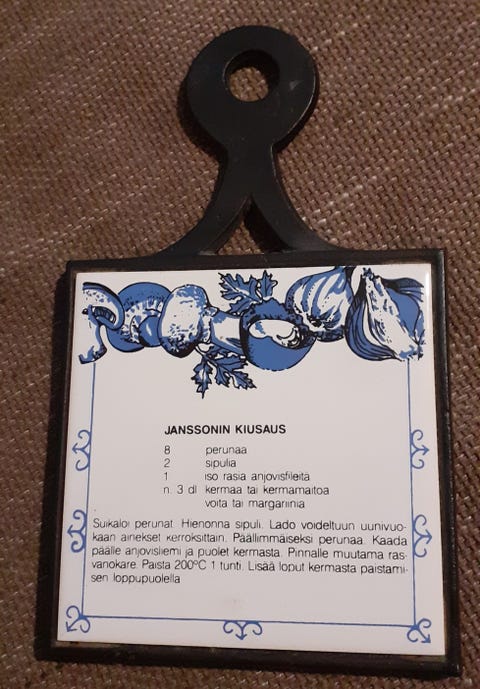 JANSSONIN KIUSAUS
8 perunaa
2 sipulia
1 iso rasia anjovisfileitä
n. 3 dl kermaa tai kermamaitoa
voita tai margariinia
Suikaloi perunat. Hienonna sipuli. Lado voideltuun uunivuo-
kaan ainekset kerroksittain. Päällimmäiseksi perunaa. Kaada
päälle anjovisliemi ja puolet kermasta. Pinnalle muutama ras-
vanokare. Paista 200°C 1 tunti. Lisää loput kermasta paistami-
sen loppupuolella